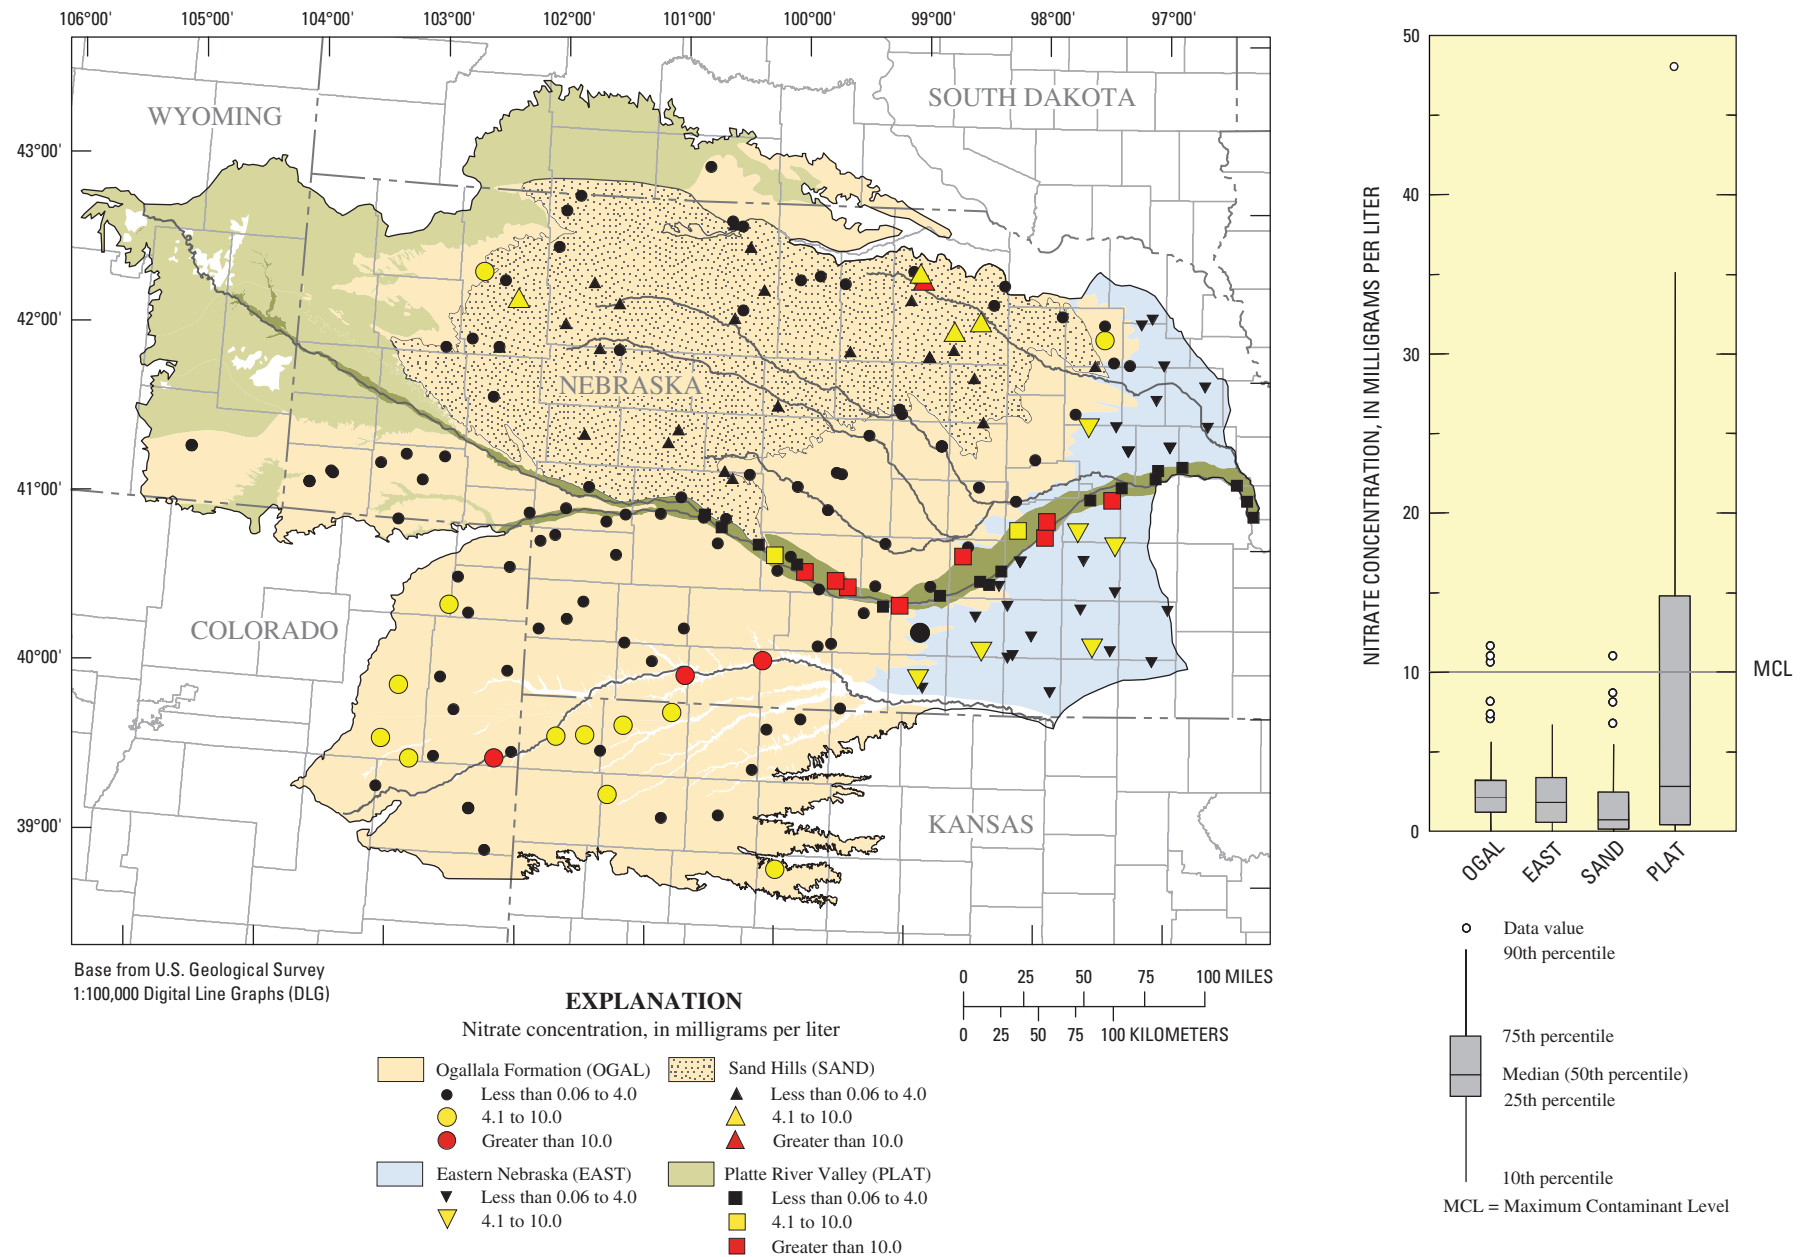 106°00' 105°00' 104°00' 103°00' 102°00' 101°00' 100°00' 99°00' 98°00' 97°00'
43°00'
42°00'
41°00'
40°00'
39°00'
WYOMING
SOUTH DAKOTA
NEBRASKA
COLORADO
KANSAS
Base from U.S. Geological Survey
1:100,000 Digital Line Graphs (DLG)
0 25 50 75 100 MILES
0 25 50 75 100 KILOMETERS
EXPLANATION
Nitrate concentration, in milligrams per liter
Ogallala Formation (OGAL)
Less than 0.06 to 4.0
4.1 to 10.0
Greater than 10.0
Sand Hills (SAND)
Less than 0.06 to 4.0
4.1 to 10.0
Greater than 10.0
Eastern Nebraska (EAST)
Less than 0.06 to 4.0
4.1 to 10.0
Platte River Valley (PLAT)
Less than 0.06 to 4.0
4.1 to 10.0
Greater than 10.0
NITRATE CONCENTRATION, IN MILLIGRAMS PER LITER
50
40
30
20
10
0
MCL
OGAL EAST SAND PLAT
Data value
90th percentile
75th percentile
Median (50th percentile)
25th percentile
10th percentile
MCL = Maximum Contaminant Level